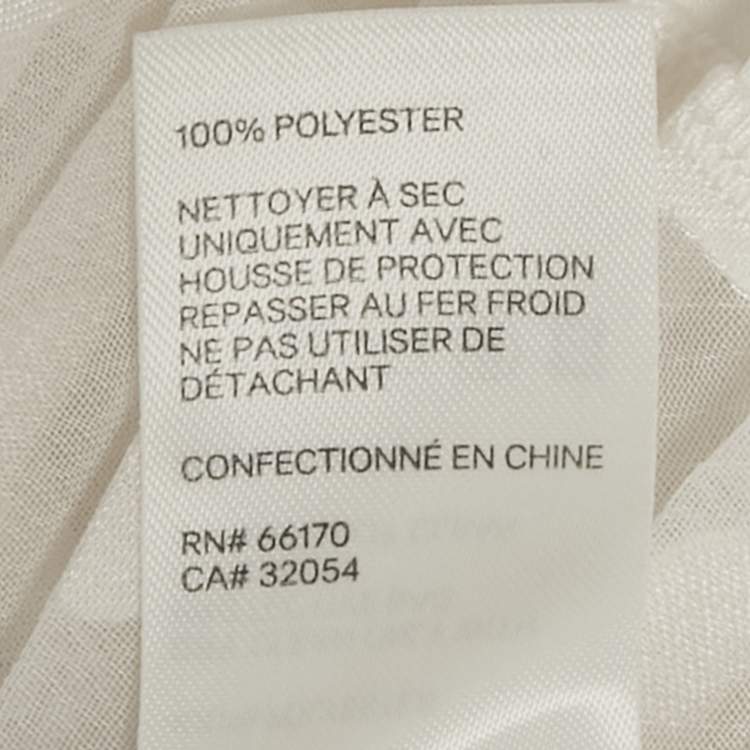 100% POLYESTER
NETTOYER À SEC
UNIQUEMENT AVEC
HOUSSE DE PROTECTION
REPASSER AU FER FROID
NE PAS UTILISER DE
DÉTACHANT
CONFECTIONNÉ EN CHINE
RN# 66170
CA# 32054